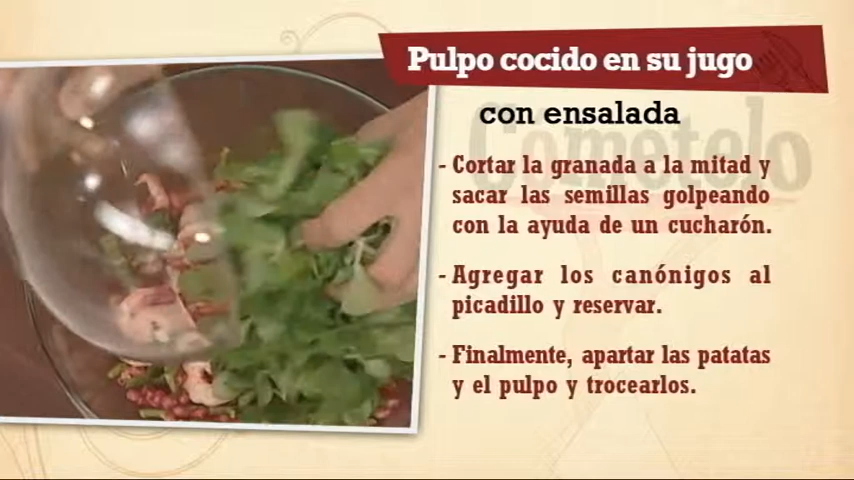 Pulpo cocido en su jugo
con ensalada
Cometelo
- Cortar la granada a la mitad y
sacar las semillas golpeando
con la ayuda de un cucharón.
- Agregar los canónigos al
picadillo y reservar.
- Finalmente, apartar las patatas
y el pulpo y trocearlos.